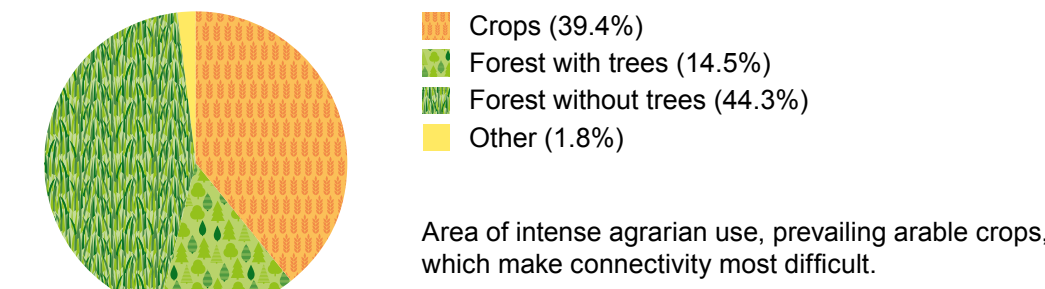 Crops (39.4%)
Forest with trees (14.5%)
Forest without trees (44.3%)
Other (1.8%)
Area of intense agrarian use, prevailing arable crops,
which make connectivity most difficult.